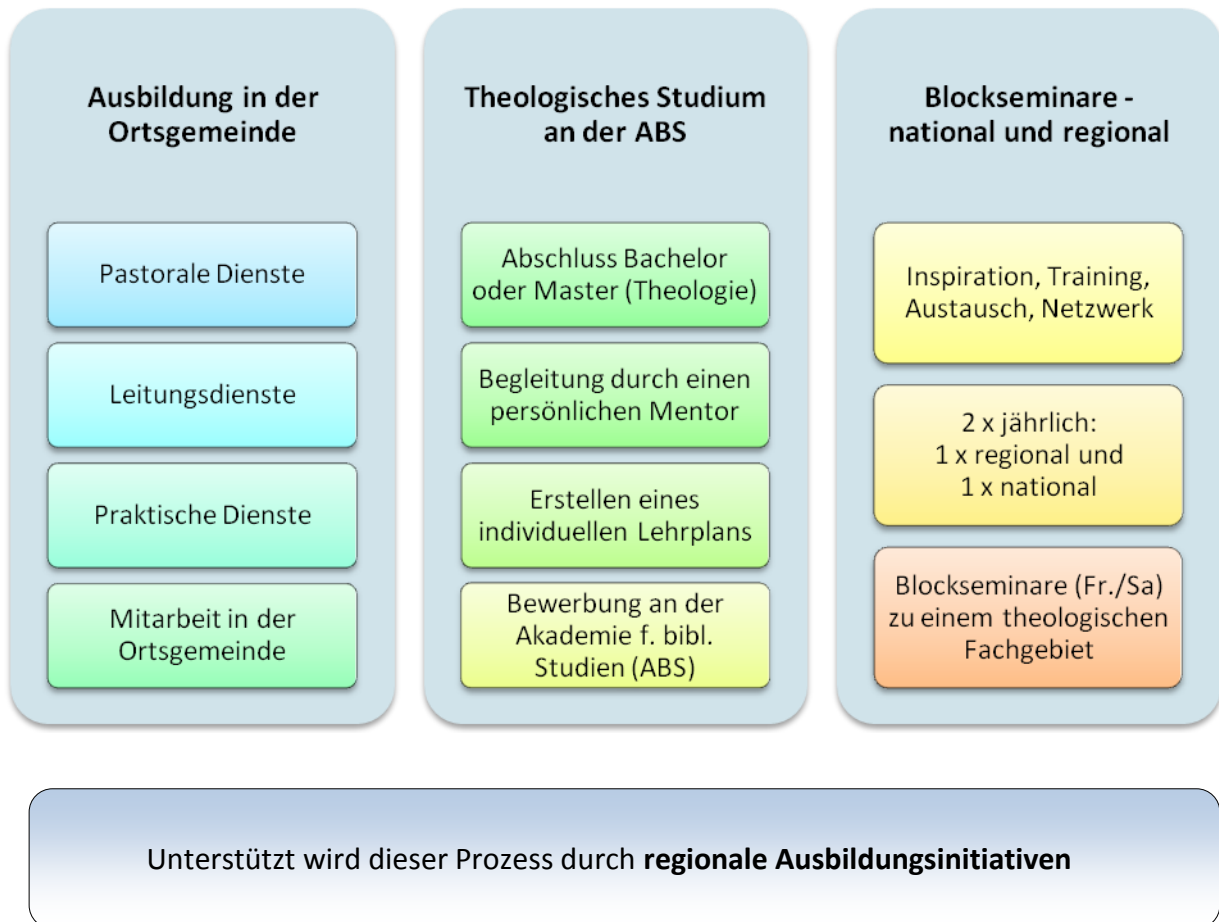 Ausbildung in der
Ortsgemeinde
Pastorale Dienste
Leitungsdienste
Praktische Dienste
Mitarbeit in der
Ortsgemeinde
Theologisches Studium
an der ABS
Abschluss Bachelor
oder Master (Theologie)
Begleitung durch einen
persönlichen Mentor
Erstellen eines
individuellen Lehrplans
Bewerbung an der
Akademie f. bibl.
Studien (ABS)
Blockseminare -
national und regional
Inspiration, Training,
Austausch, Netzwerk
2 x jährlich:
1 x regional und
1 x national
Blockseminare (Fr./Sa)
zu einem theologischen
Fachgebiet
Unterstützt wird dieser Prozess durch regionale Ausbildungsinitiativen